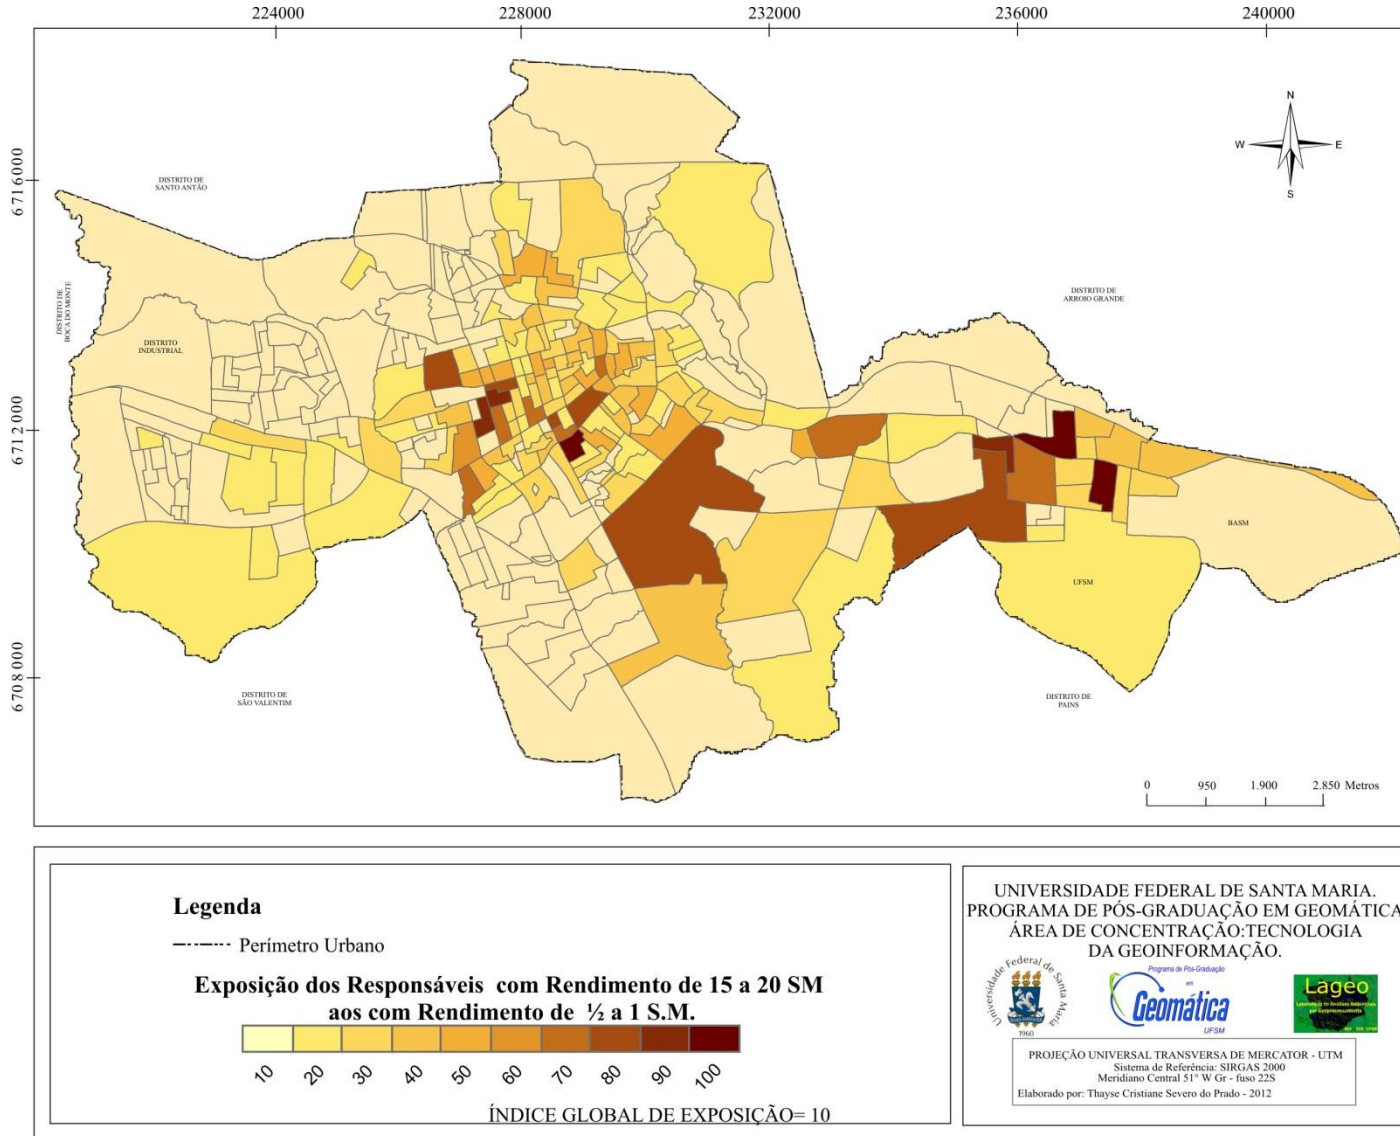 224000 228000 232000 236000 240000
6716000
6712000
6708000
N
W E
S
DISTRITO DE
SANTO ANTÃO
DISTRITO DE
BOCA DO MONTE
DISTRITO
INDUSTRIAL
DISTRITO DE
ARROIO GRANDE
BASM
UFSM
DISTRITO DE
SÃO VALENTIM
DISTRITO DE
PAINS
0 950 1.900 2.850 Metros
Legenda
Perímetro Urbano
Exposição dos Responsáveis com Rendimento de 15 a 20 SM
aos com Rendimento de ½ a 1 S.M.
10 20 30 40 50 60 70 80 90 100
ÍNDICE GLOBAL DE EXPOSIÇÃO= 10
UNIVERSIDADE FEDERAL DE SANTA MARIA.
PROGRAMA DE PÓS-GRADUAÇÃO EM GEOMÁTICA
ÁREA DE CONCENTRAÇÃO:TECNOLOGIA
DA GEOINFORMAÇÃO.
Universidade Federal de Santa Maria
1960
Programa de Pós-Graduação
em
Geomática
UFSM
Lageo
PROJEÇÃO UNIVERSAL TRANSVERSA DE MERCATOR - UTM
Sistema de Referência: SIRGAS 2000
Meridiano Central 51° W Gr - fuso 22S
Elaborado por: Thayse Cristiane Severo do Prado - 2012